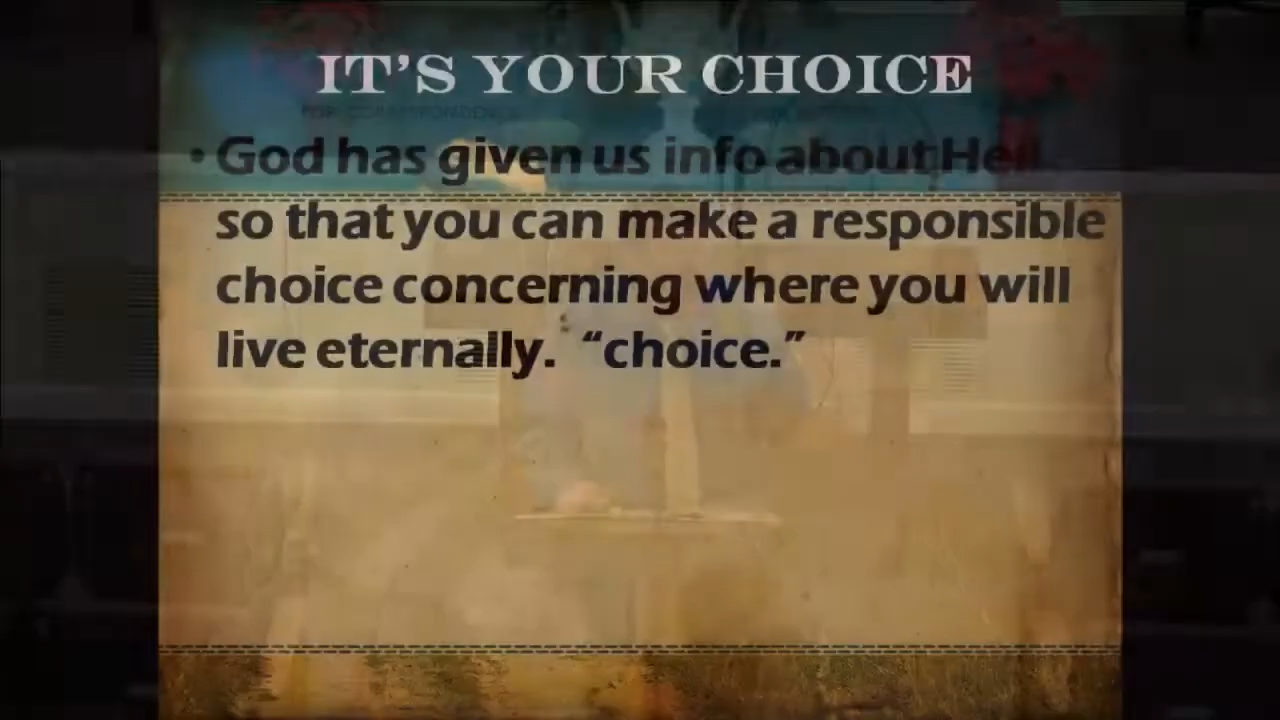 IT'S YOUR CHOICE
• God has given us info about Hell
so that you can make a responsible
choice concerning where you will
live eternally. “choice.”